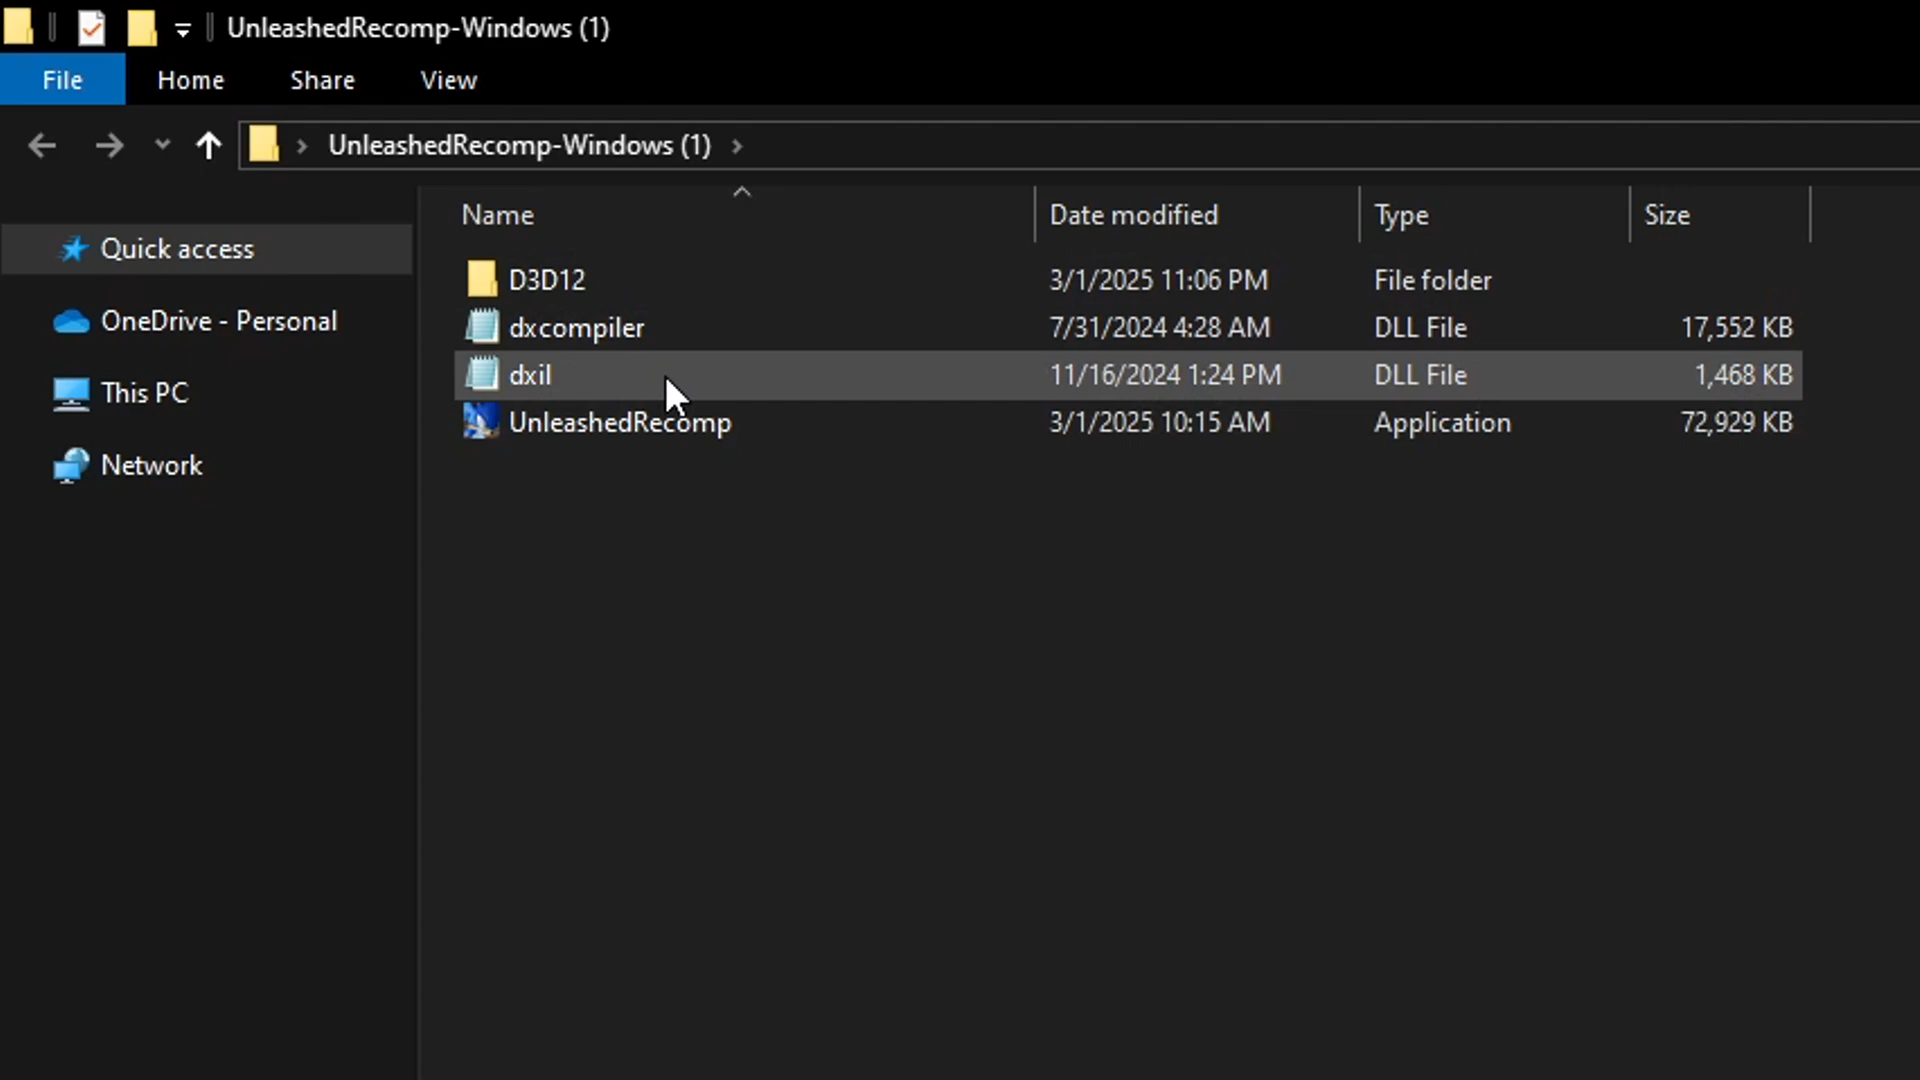 UnleashedRecomp-Windows (1)
File Home Share View
UnleashedRecomp-Windows (1)
Name Date modified Type Size
Quick access
OneDrive - Personal
This PC
Network
D3D12 3/1/2025 11:06 PM File folder
dxcompiler 7/31/2024 4:28 AM DLL File 17,552 KB
dxil 11/16/2024 1:24 PM DLL File 1,468 KB
UnleashedRecomp 3/1/2025 10:15 AM Application 72,929 KB